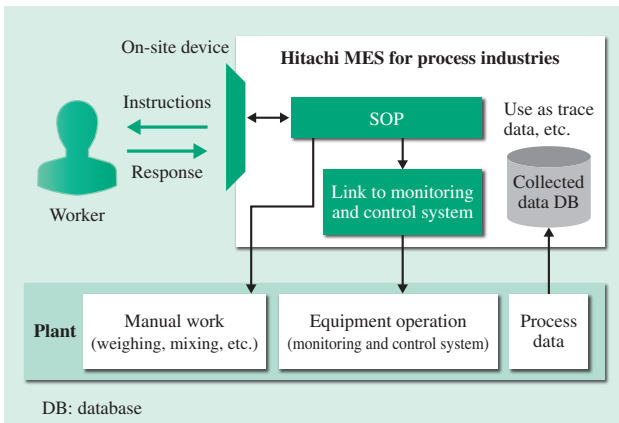 On-site device
Hitachi MES for process industries
Instructions
Response
Worker
SOP
Use as trace
data, etc.
Link to monitoring
and control system
Collected
data DB
Plant
Manual work
(weighing, mixing, etc.)
Equipment operation
(monitoring and control system)
Process
data
DB: database